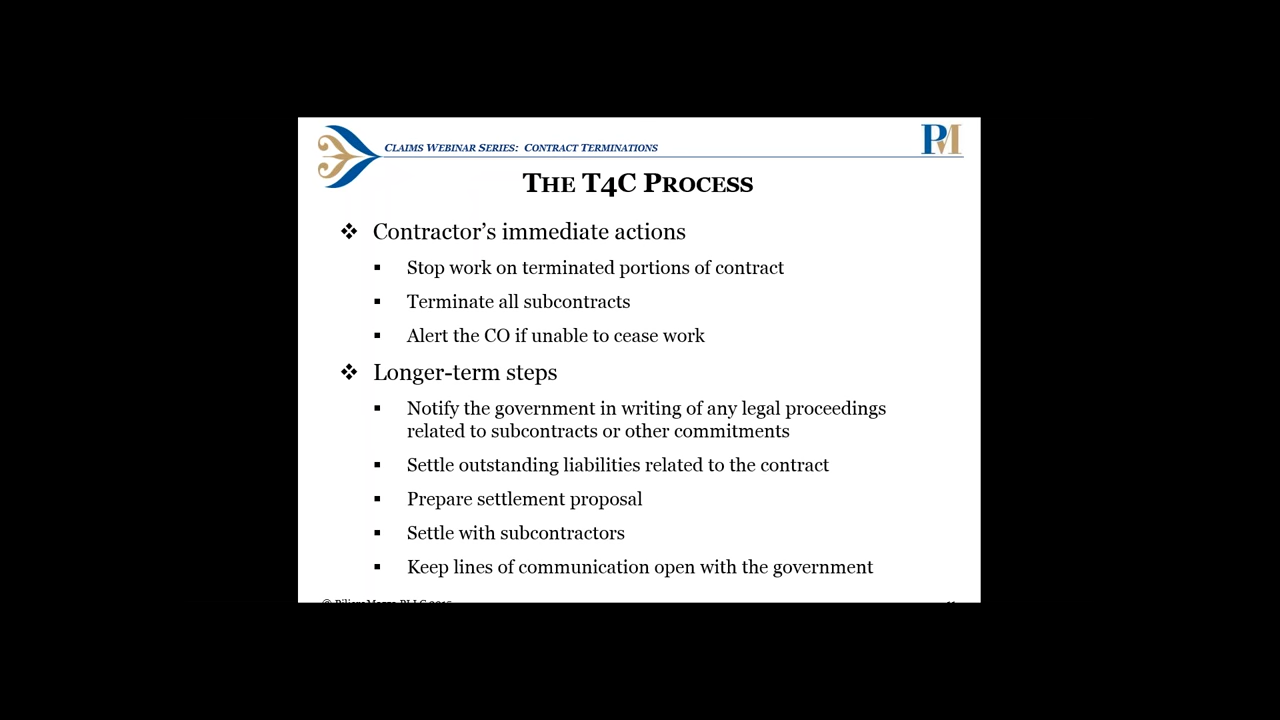 CLAIMS WEBINAR SERIES: CONTRACT TERMINATIONS
PM
THE T4C PROCESS
❖ Contractor’s immediate actions
▪ Stop work on terminated portions of contract
▪ Terminate all subcontracts
▪ Alert the CO if unable to cease work
❖ Longer-term steps
▪ Notify the government in writing of any legal proceedings
related to subcontracts or other commitments
▪ Settle outstanding liabilities related to the contract
▪ Prepare settlement proposal
▪ Settle with subcontractors
▪ Keep lines of communication open with the government